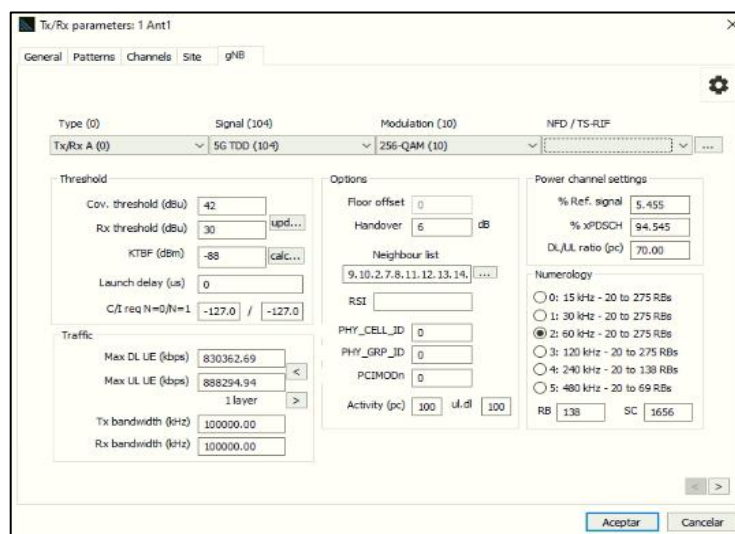 Tx/Rx parameters: 1 Ant1
General Patterns Channels Site gNB
Type (0) Signal (104) Modulation (10) NFD / TS-RIF
Tx/Rx A (0) 5G TDD (104) 256-QAM (10) ...
Threshold
Cov. threshold (dBu) 42
Rx threshold (dBu) 30 upd...
KTBF (dBm) -88 calc...
Launch delay (us) 0
C/I req N=0/N=1 -127.0 / -127.0
Traffic
Max DL UE (kbps) 830362.69
<
Max UL UE (kbps) 888294.94
1 layer >
Tx bandwidth (kHz) 100000.00
Rx bandwidth (kHz) 100000.00
Options
Floor offset 0
Handover 6 dB
Neighbour list
9.10.2.7.8.11.12.13.14. ...
RSI
PHY_CELL_ID 0
PHY_GRP_ID 0
PCIMODn 0
Activity (pc) 100 ul.dl 100
Power channel settings
% Ref. signal 5.455
% xPDSCH 94.545
DL/UL ratio (pc) 70.00
Numerology
0: 15 kHz - 20 to 275 RBs
1: 30 kHz - 20 to 275 RBs
2: 60 kHz - 20 to 275 RBs
3: 120 kHz - 20 to 275 RBs
4: 240 kHz - 20 to 138 RBs
5: 480 kHz - 20 to 69 RBs
RB 138 SC 1656
< >
Aceptar Cancelar